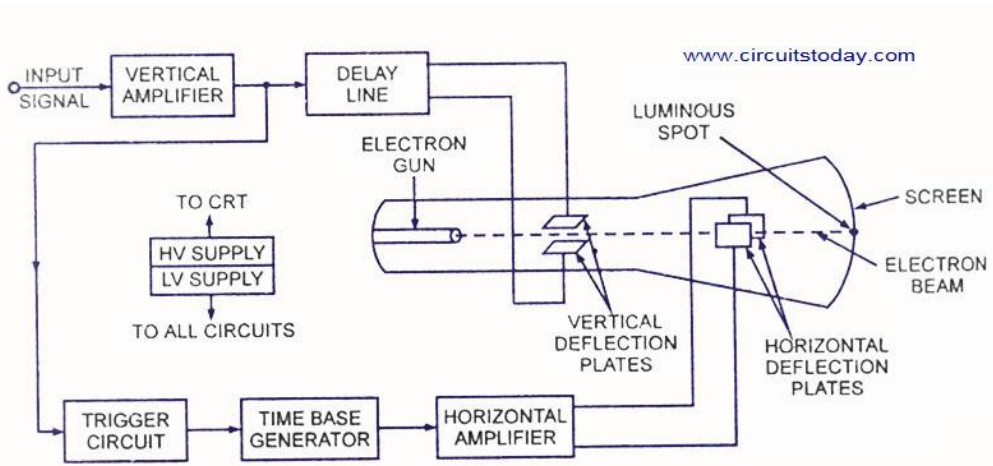 www.circuitstoday.com
INPUT
SIGNAL
VERTICAL
AMPLIFIER
DELAY
LINE
LUMINOUS
SPOT
ELECTRON
GUN
SCREEN
TO CRT
HV SUPPLY
LV SUPPLY
TO ALL CIRCUITS
ELECTRON
BEAM
VERTICAL
DEFLECTION
PLATES
HORIZONTAL
DEFLECTION
PLATES
TRIGGER
CIRCUIT
TIME BASE
GENERATOR
HORIZONTAL
AMPLIFIER